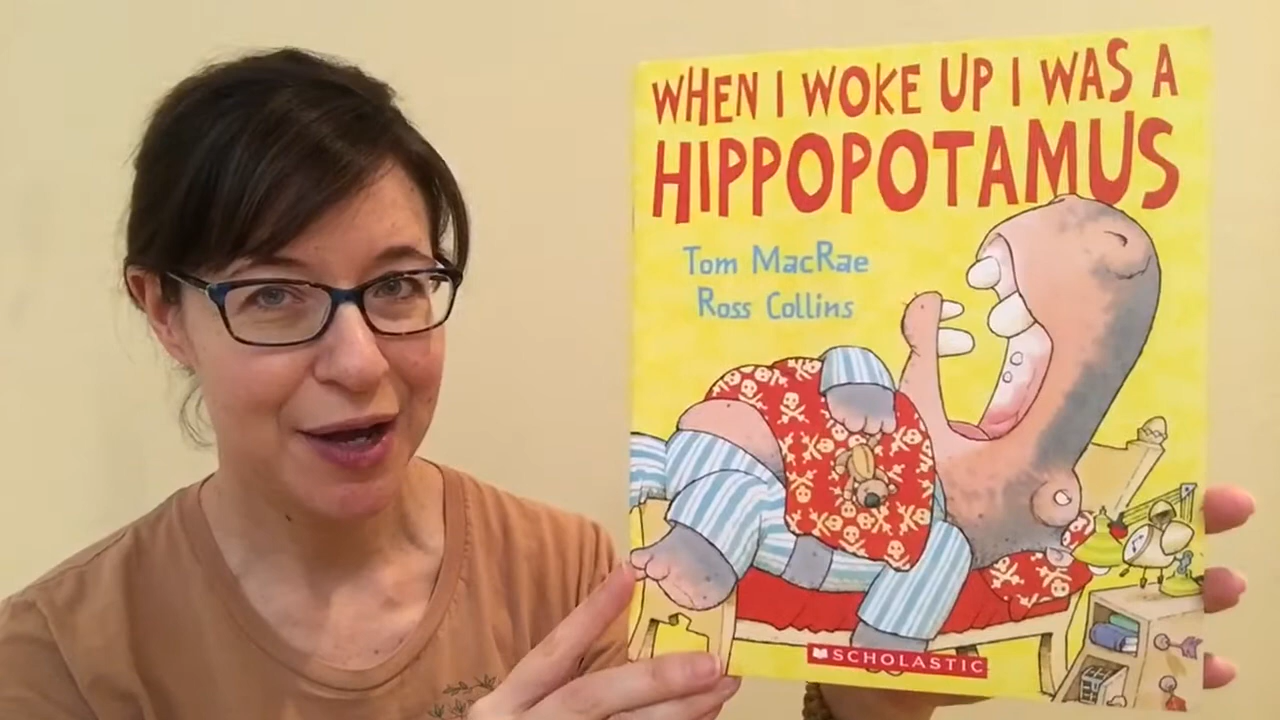 WHEN I WOKE UP I WAS A
HIPPOPOTAMUS
Tom MacRae
Ross Collins
SCHOLASTIC